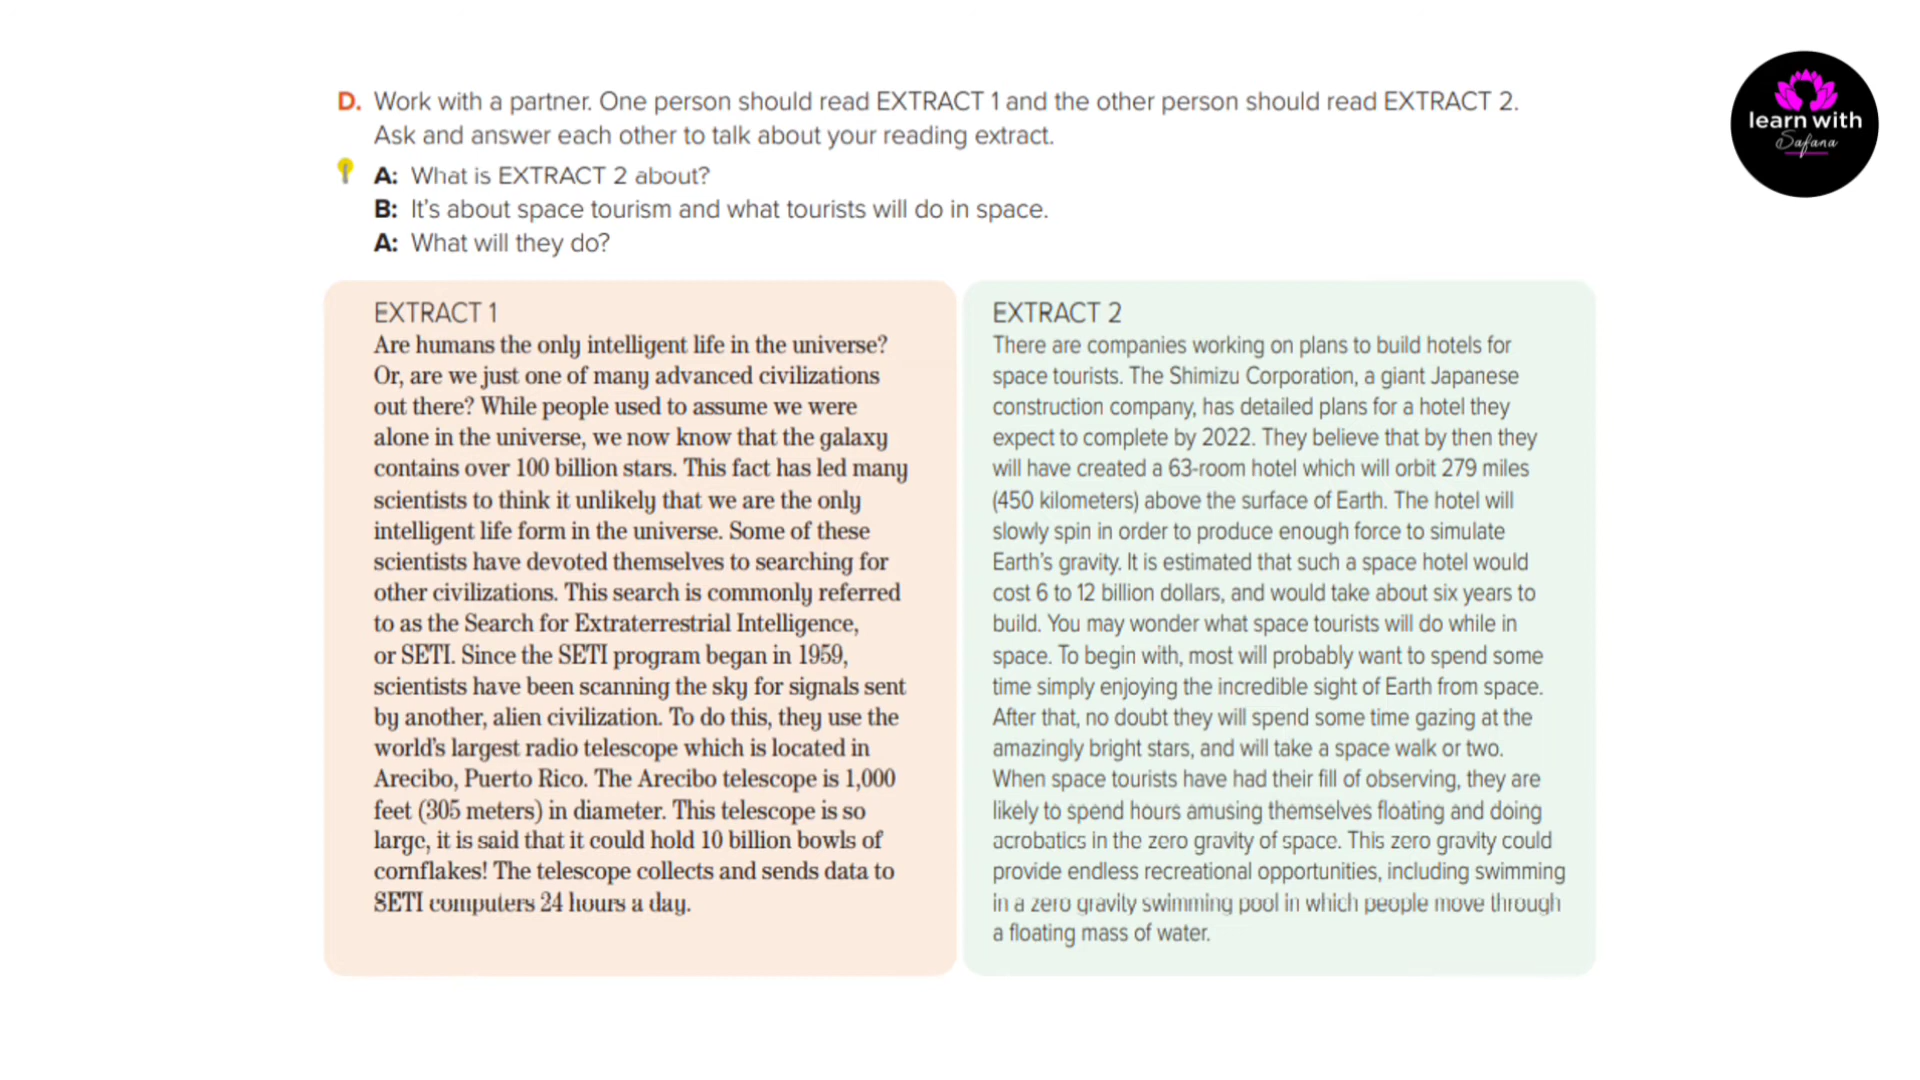 D. Work with a partner. One person should read EXTRACT 1 and the other person should read EXTRACT 2.
Ask and answer each other to talk about your reading extract.
A: What is EXTRACT 2 about?
B: It's about space tourism and what tourists will do in space.
A: What will they do?
EXTRACT 1
Are humans the only intelligent life in the universe?
Or, are we just one of many advanced civilizations
out there? While people used to assume we were
alone in the universe, we now know that the galaxy
contains over 100 billion stars. This fact has led many
scientists to think it unlikely that we are the only
intelligent life form in the universe. Some of these
scientists have devoted themselves to searching for
other civilizations. This search is commonly referred
to as the Search for Extraterrestrial Intelligence,
or SETI. Since the SETI program began in 1959,
scientists have been scanning the sky for signals sent
by another, alien civilization. To do this, they use the
world's largest radio telescope which is located in
Arecibo, Puerto Rico. The Arecibo telescope is 1,000
feet (305 meters) in diameter. This telescope is so
large, it is said that it could hold 10 billion bowls of
cornflakes! The telescope collects and sends data to
SETI computers 24 hours a day.
EXTRACT 2
There are companies working on plans to build hotels for
space tourists. The Shimizu Corporation, a giant Japanese
construction company, has detailed plans for a hotel they
expect to complete by 2022. They believe that by then they
will have created a 63-room hotel which will orbit 279 miles
(450 kilometers) above the surface of Earth. The hotel will
slowly spin in order to produce enough force to simulate
Earth's gravity. It is estimated that such a space hotel would
cost 6 to 12 billion dollars, and would take about six years to
build. You may wonder what space tourists will do while in
space. To begin with, most will probably want to spend some
time simply enjoying the incredible sight of Earth from space.
After that, no doubt they will spend some time gazing at the
amazingly bright stars, and will take a space walk or two.
When space tourists have had their fill of observing, they are
likely to spend hours amusing themselves floating and doing
acrobatics in the zero gravity of space. This zero gravity could
provide endless recreational opportunities, including swimming
in a zero gravity swimming pool in which people move through
a floating mass of water.
learn with
Safana